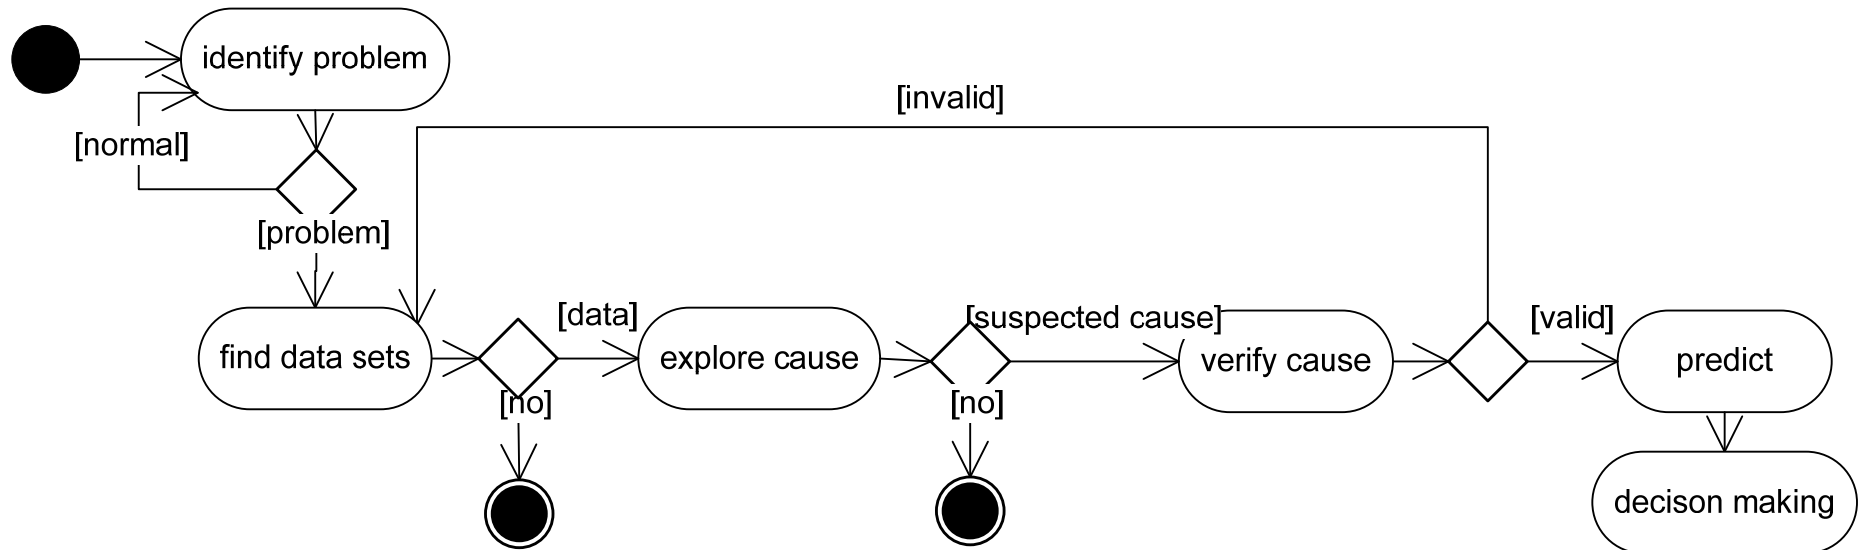 identify problem
[invalid]
[normal]
[problem]
[data]
[suspected cause]
[valid]
find data sets
explore cause
verify cause
predict
[no]
[no]
decison making